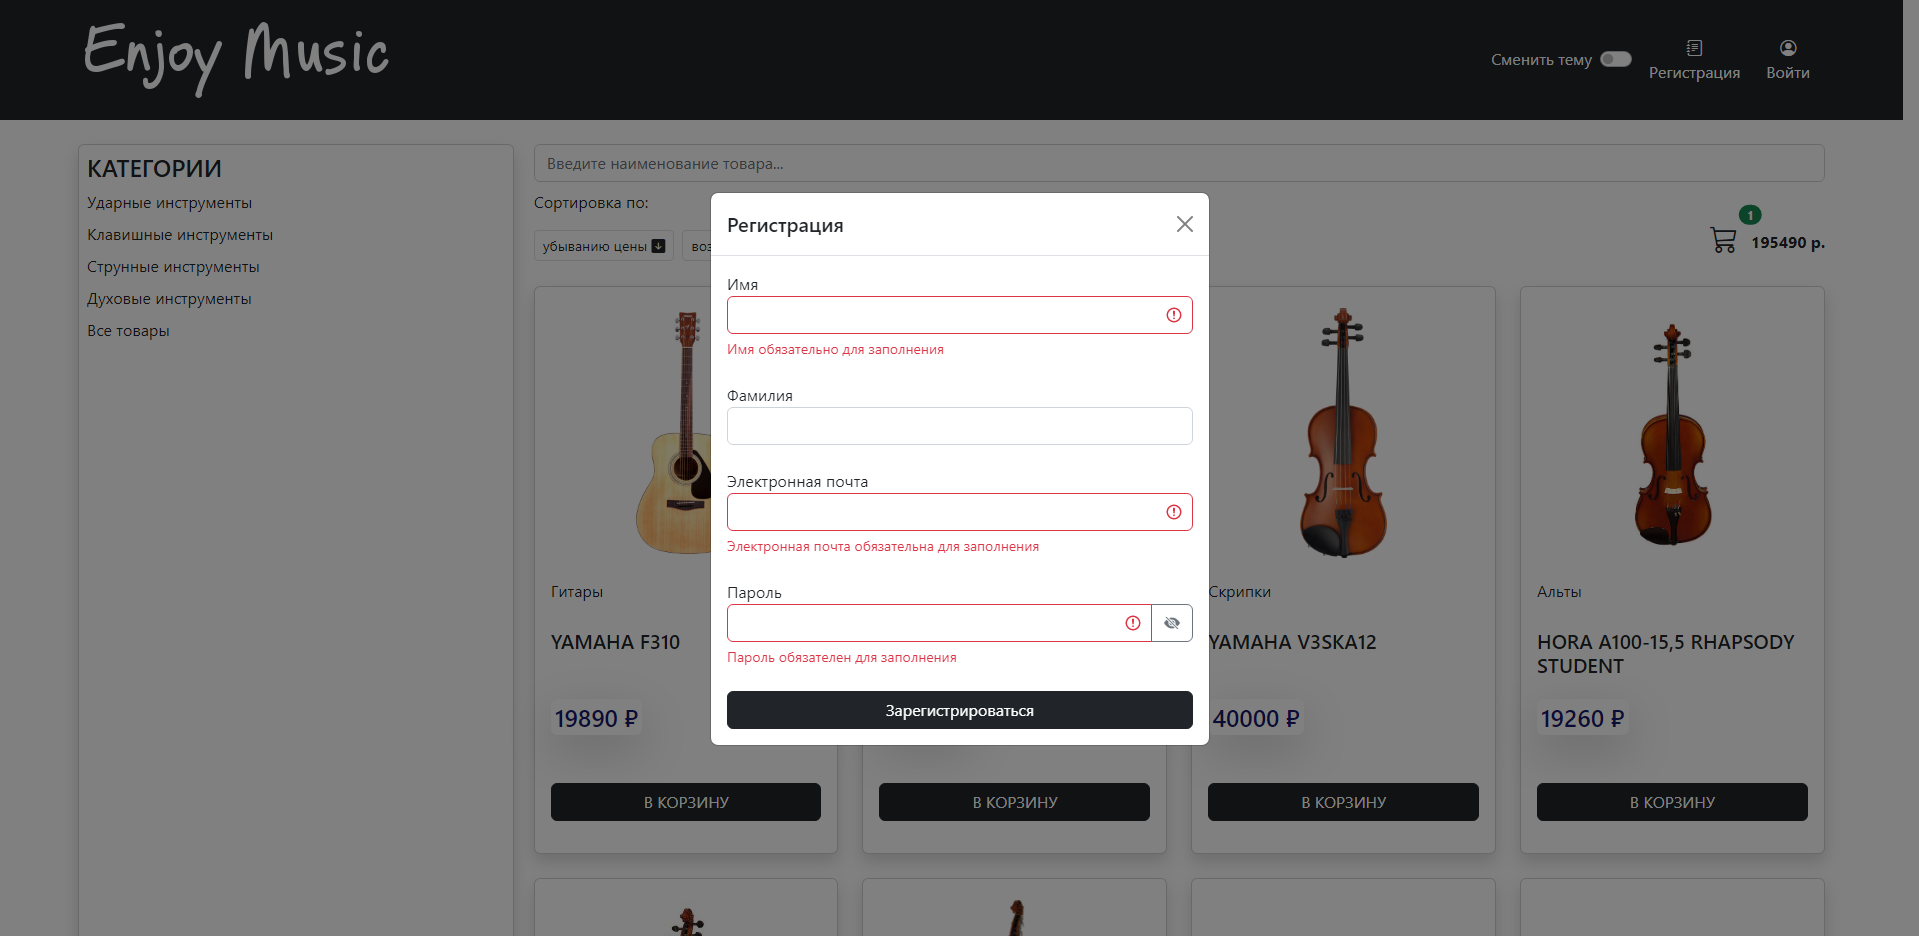 Enjoy Music
Сменить тему
Регистрация
Войти
КАТЕГОРИИ
Ударные инструменты
Клавишные инструменты
Струнные инструменты
Духовые инструменты
Все товары
Введите наименование товара...
Сортировка по:
убыванию цены
воз
1
195490 р.
Регистрация
Имя
Имя обязательно для заполнения
Фамилия
Электронная почта
Электронная почта обязательна для заполнения
Пароль
Пароль обязателен для заполнения
Зарегистрироваться
Гитары
YAMAHA F310
19890 ₽
В КОРЗИНУ
В КОРЗИНУ
Скрипки
YAMAHA V3SKA12
40000 ₽
В КОРЗИНУ
Альты
HORA A100-15,5 RHAPSODY
STUDENT
19260 ₽
В КОРЗИНУ